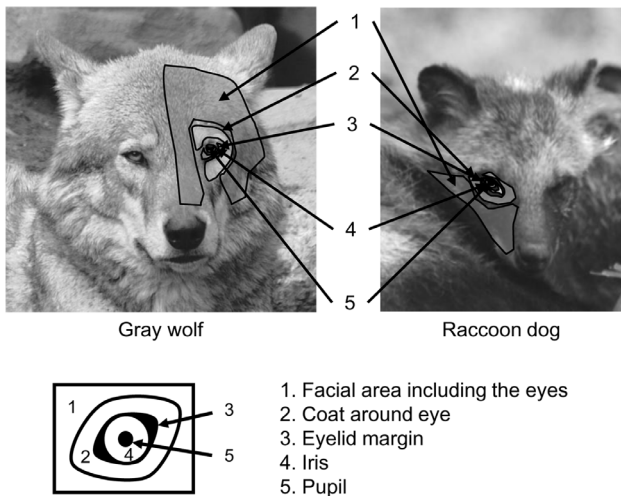 1
2
3
4
5
Gray wolf
Raccoon dog
1
3
2
4
5
1. Facial area including the eyes
2. Coat around eye
3. Eyelid margin
4. Iris
5. Pupil